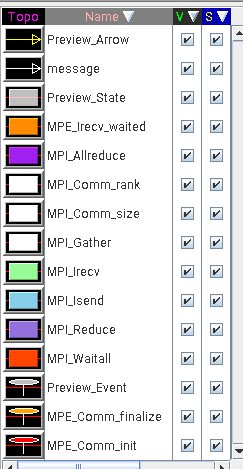 Topo Name V S
Preview_Arrow
message
Preview_State
MPE_Irecv_waited
MPI_Allreduce
MPI_Comm_rank
MPI_Comm_size
MPI_Gather
MPI_Irecv
MPI_Isend
MPI_Reduce
MPI_Waitall
Preview_Event
MPE_Comm_finalize
MPE_Comm_init